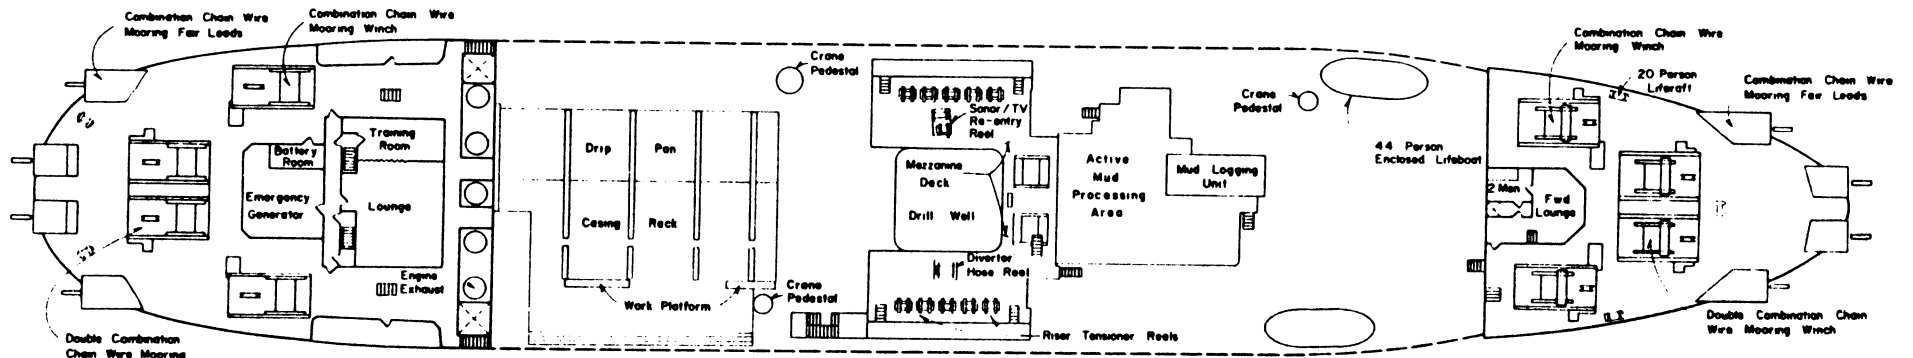 Combination Chain Wire
Mooring Fair Leads
Combination Chain Wire
Mooring Winch
Crane
Pedestal
Sonar/TV
Re-entry
Reel
Crane
Pedestal
Combination Chain Wire
Mooring Winch
20 Person
Liferaft
Combination Chain Wire
Mooring Fair Leads
Training
Room
Battery
Room
Emergency
Generator
Lounge
Engine
Exhaust
Drip Pan
Casing Rack
Work Platform
Crane
Pedestal
Mezzanine
Deck
Drill Well
Diverter
Hose Reel
Riser Tensioner Reels
Active
Mud
Processing
Area
Mud Logging
Unit
44 Person
Enclosed Lifeboat
2 Men
Fwd
Lounge
Double Combination
Chain Wire Mooring
Double Combination Chain
Wire Mooring Winch